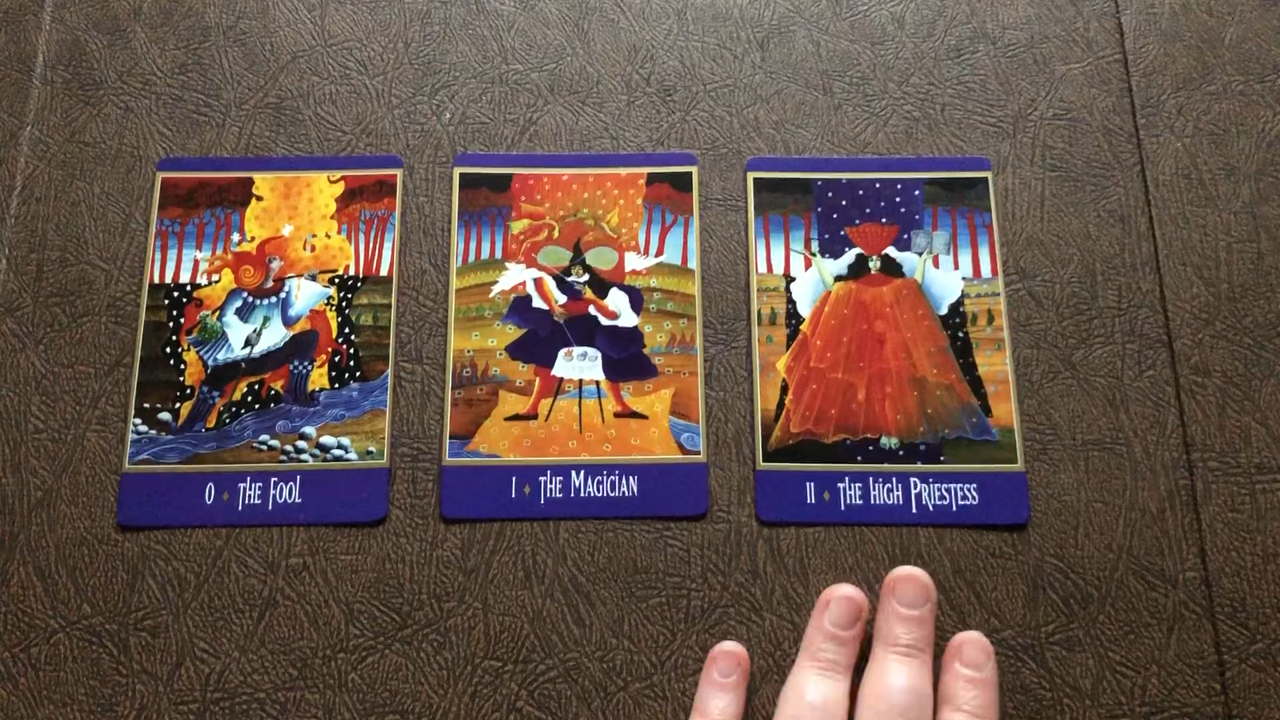 0 ♦ THE FOOL
I ♦ THE MAGICIAN
II ♦ THE HIGH PRIESTESS